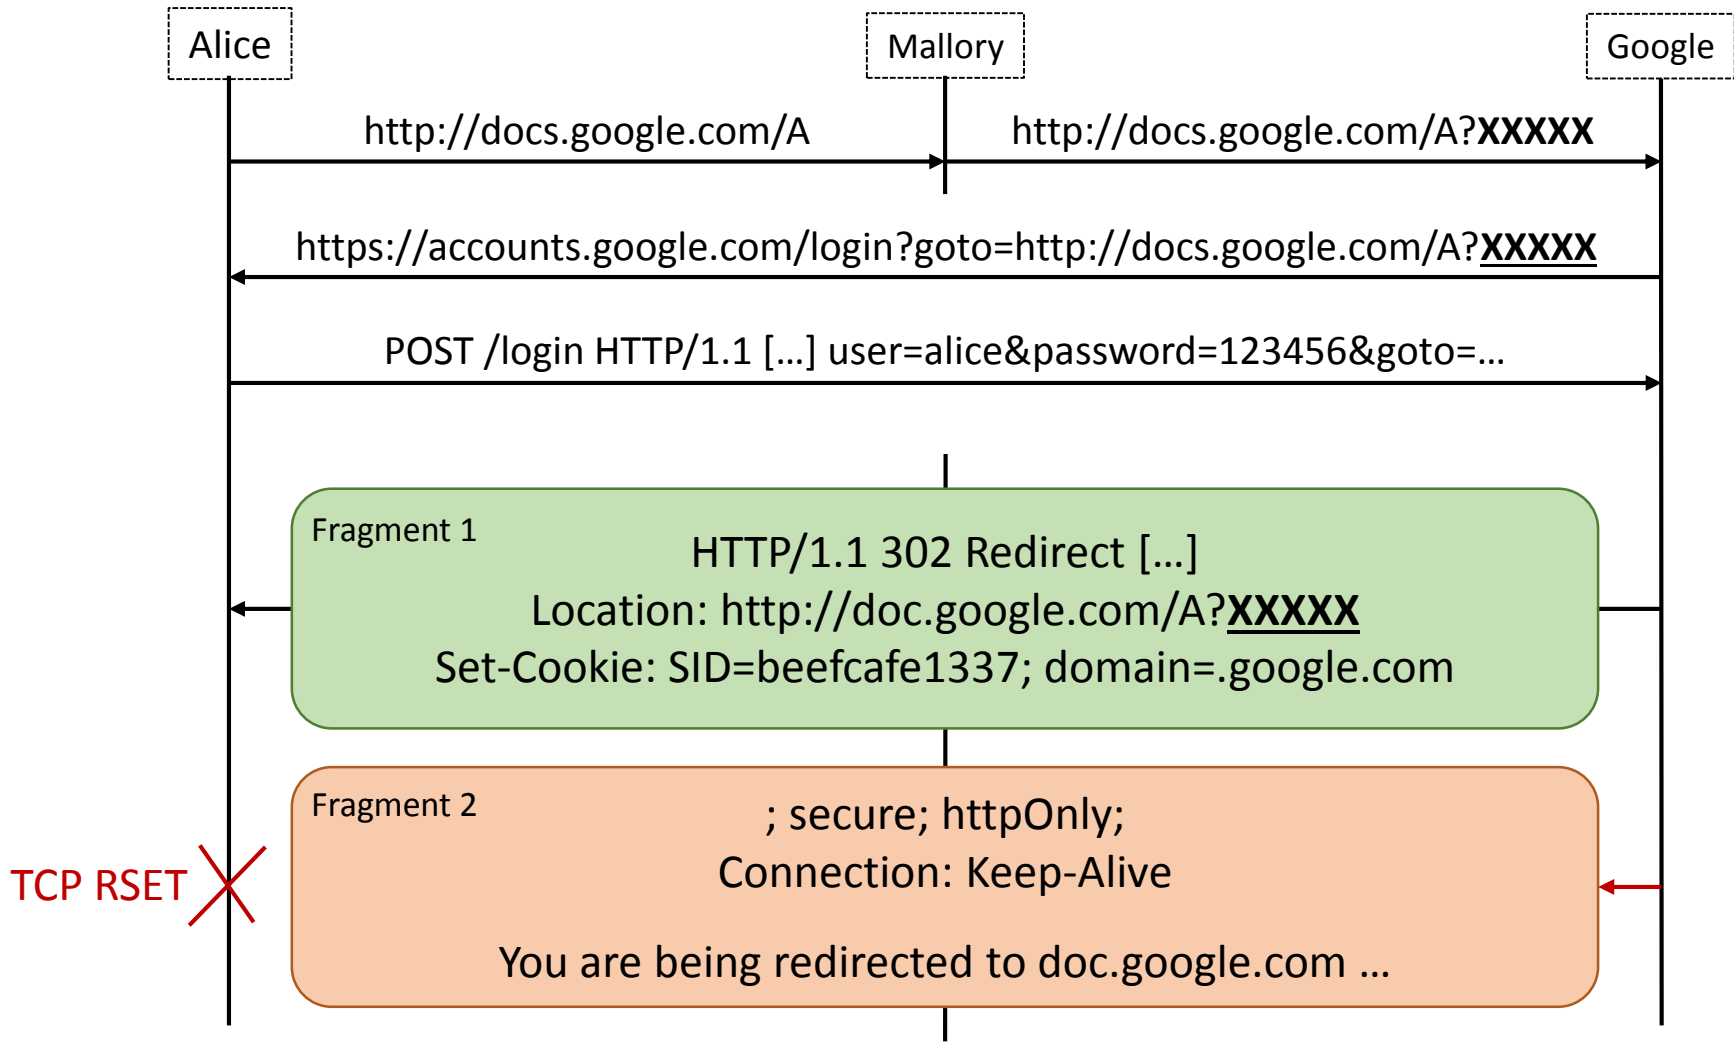 Alice
Mallory
Google
http://docs.google.com/A
http://docs.google.com/A?XXXXX
https://accounts.google.com/login?goto=http://docs.google.com/A?XXXXX
POST /login HTTP/1.1 [...] user=alice&password=123456&goto=...
Fragment 1
HTTP/1.1 302 Redirect [...]
Location: http://doc.google.com/A?XXXXX
Set-Cookie: SID=beefcafe1337; domain=.google.com
Fragment 2
; secure; httpOnly;
Connection: Keep-Alive
TCP RSET
You are being redirected to doc.google.com ...